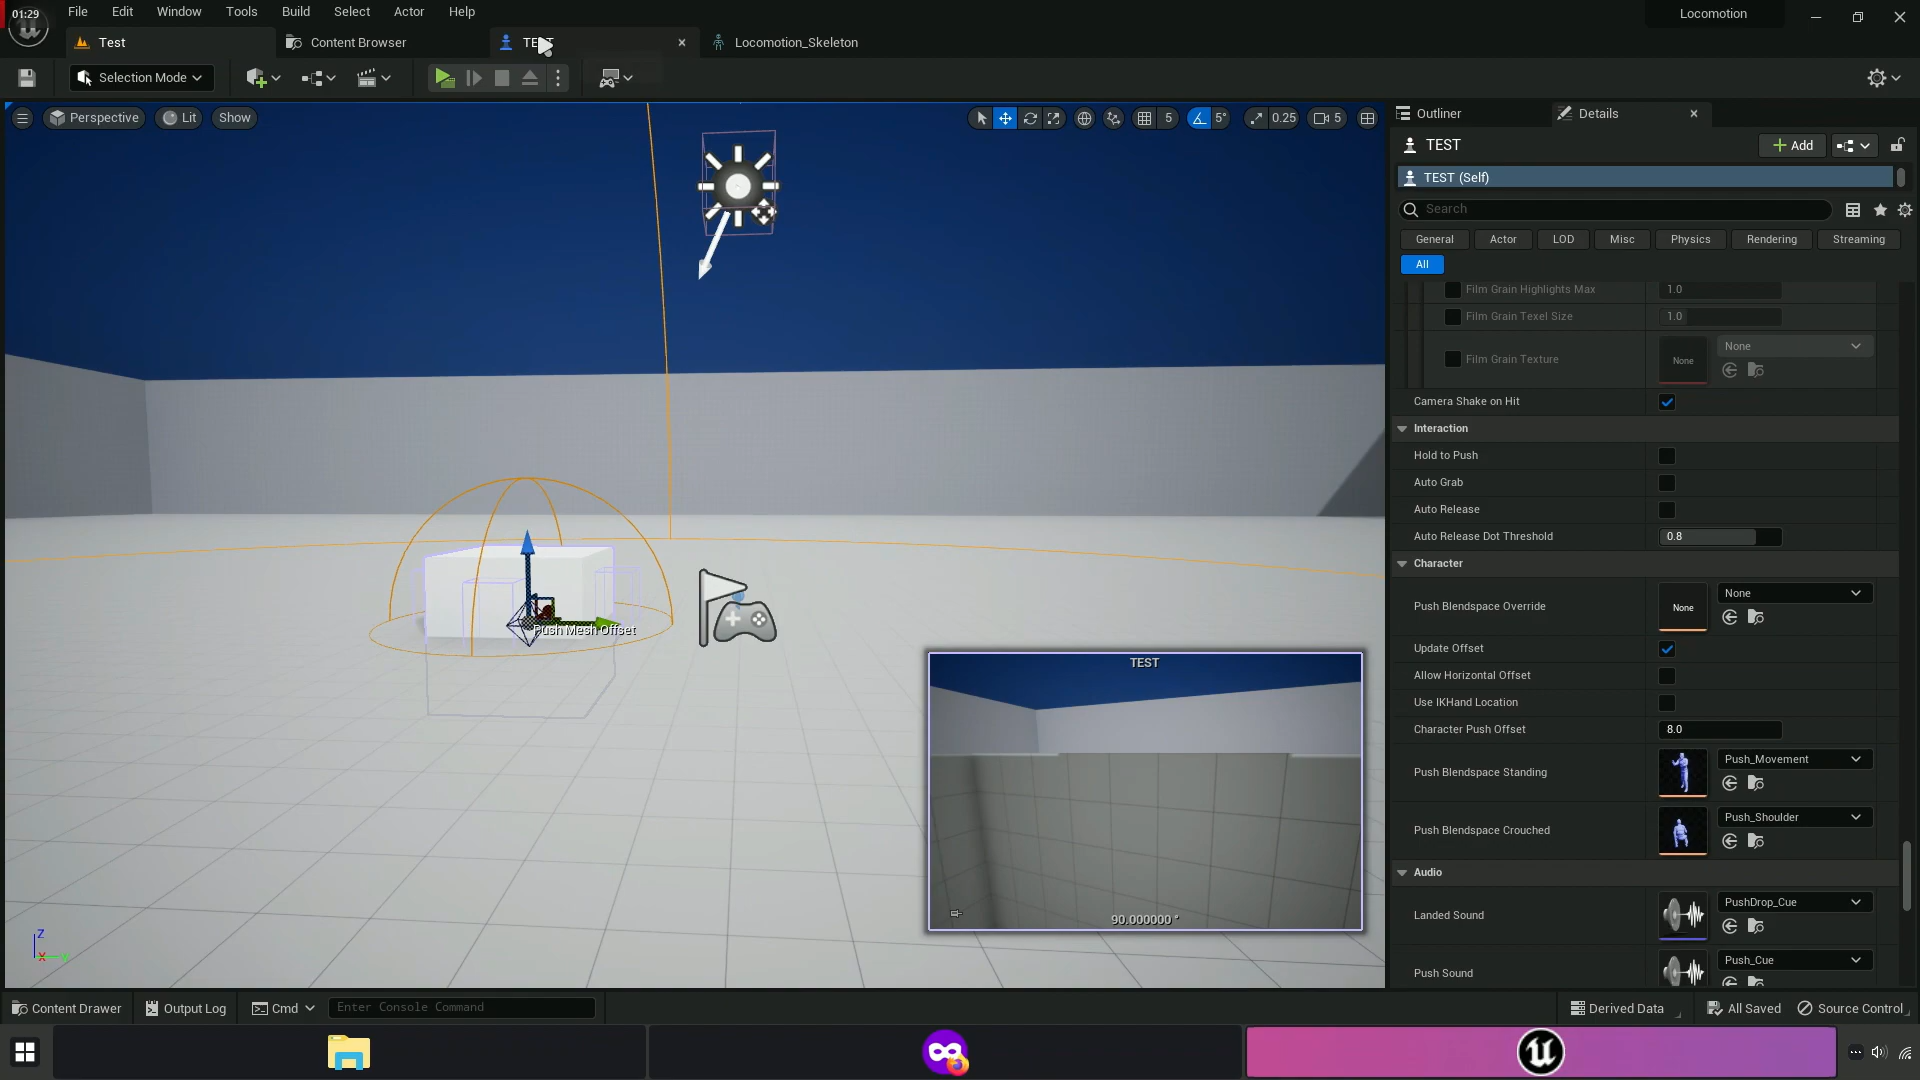 01:29
File Edit Window Tools Build Select Actor Help
Locomotion
Test
Content Browser
Locomotion_Skeleton
Selection Mode
Perspective
Lit
Show
5
5°
0.25
5
Outliner
Details
TEST
Add
TEST (Self)
Search
General Actor LOD Misc Physics Rendering Streaming
All
Film Grain Highlights Max 1.0
Film Grain Texel Size 1.0
Film Grain Texture None None
Camera Shake on Hit
Interaction
Hold to Push
Auto Grab
Auto Release
Auto Release Dot Threshold 0.8
Character
Push Blendspace Override None None
Update Offset
Allow Horizontal Offset
Use IKHand Location
Character Push Offset 8.0
Push Blendspace Standing Push_Movement
Push Blendspace Crouched Push_Shoulder
Audio
Landed Sound PushDrop_Cue
Push Sound Push_Cue
Push Mesh Offset
TEST
90.000000 °
Z
X
Content Drawer
Output Log
Cmd
Enter Console Command
Derived Data
All Saved
Source Control